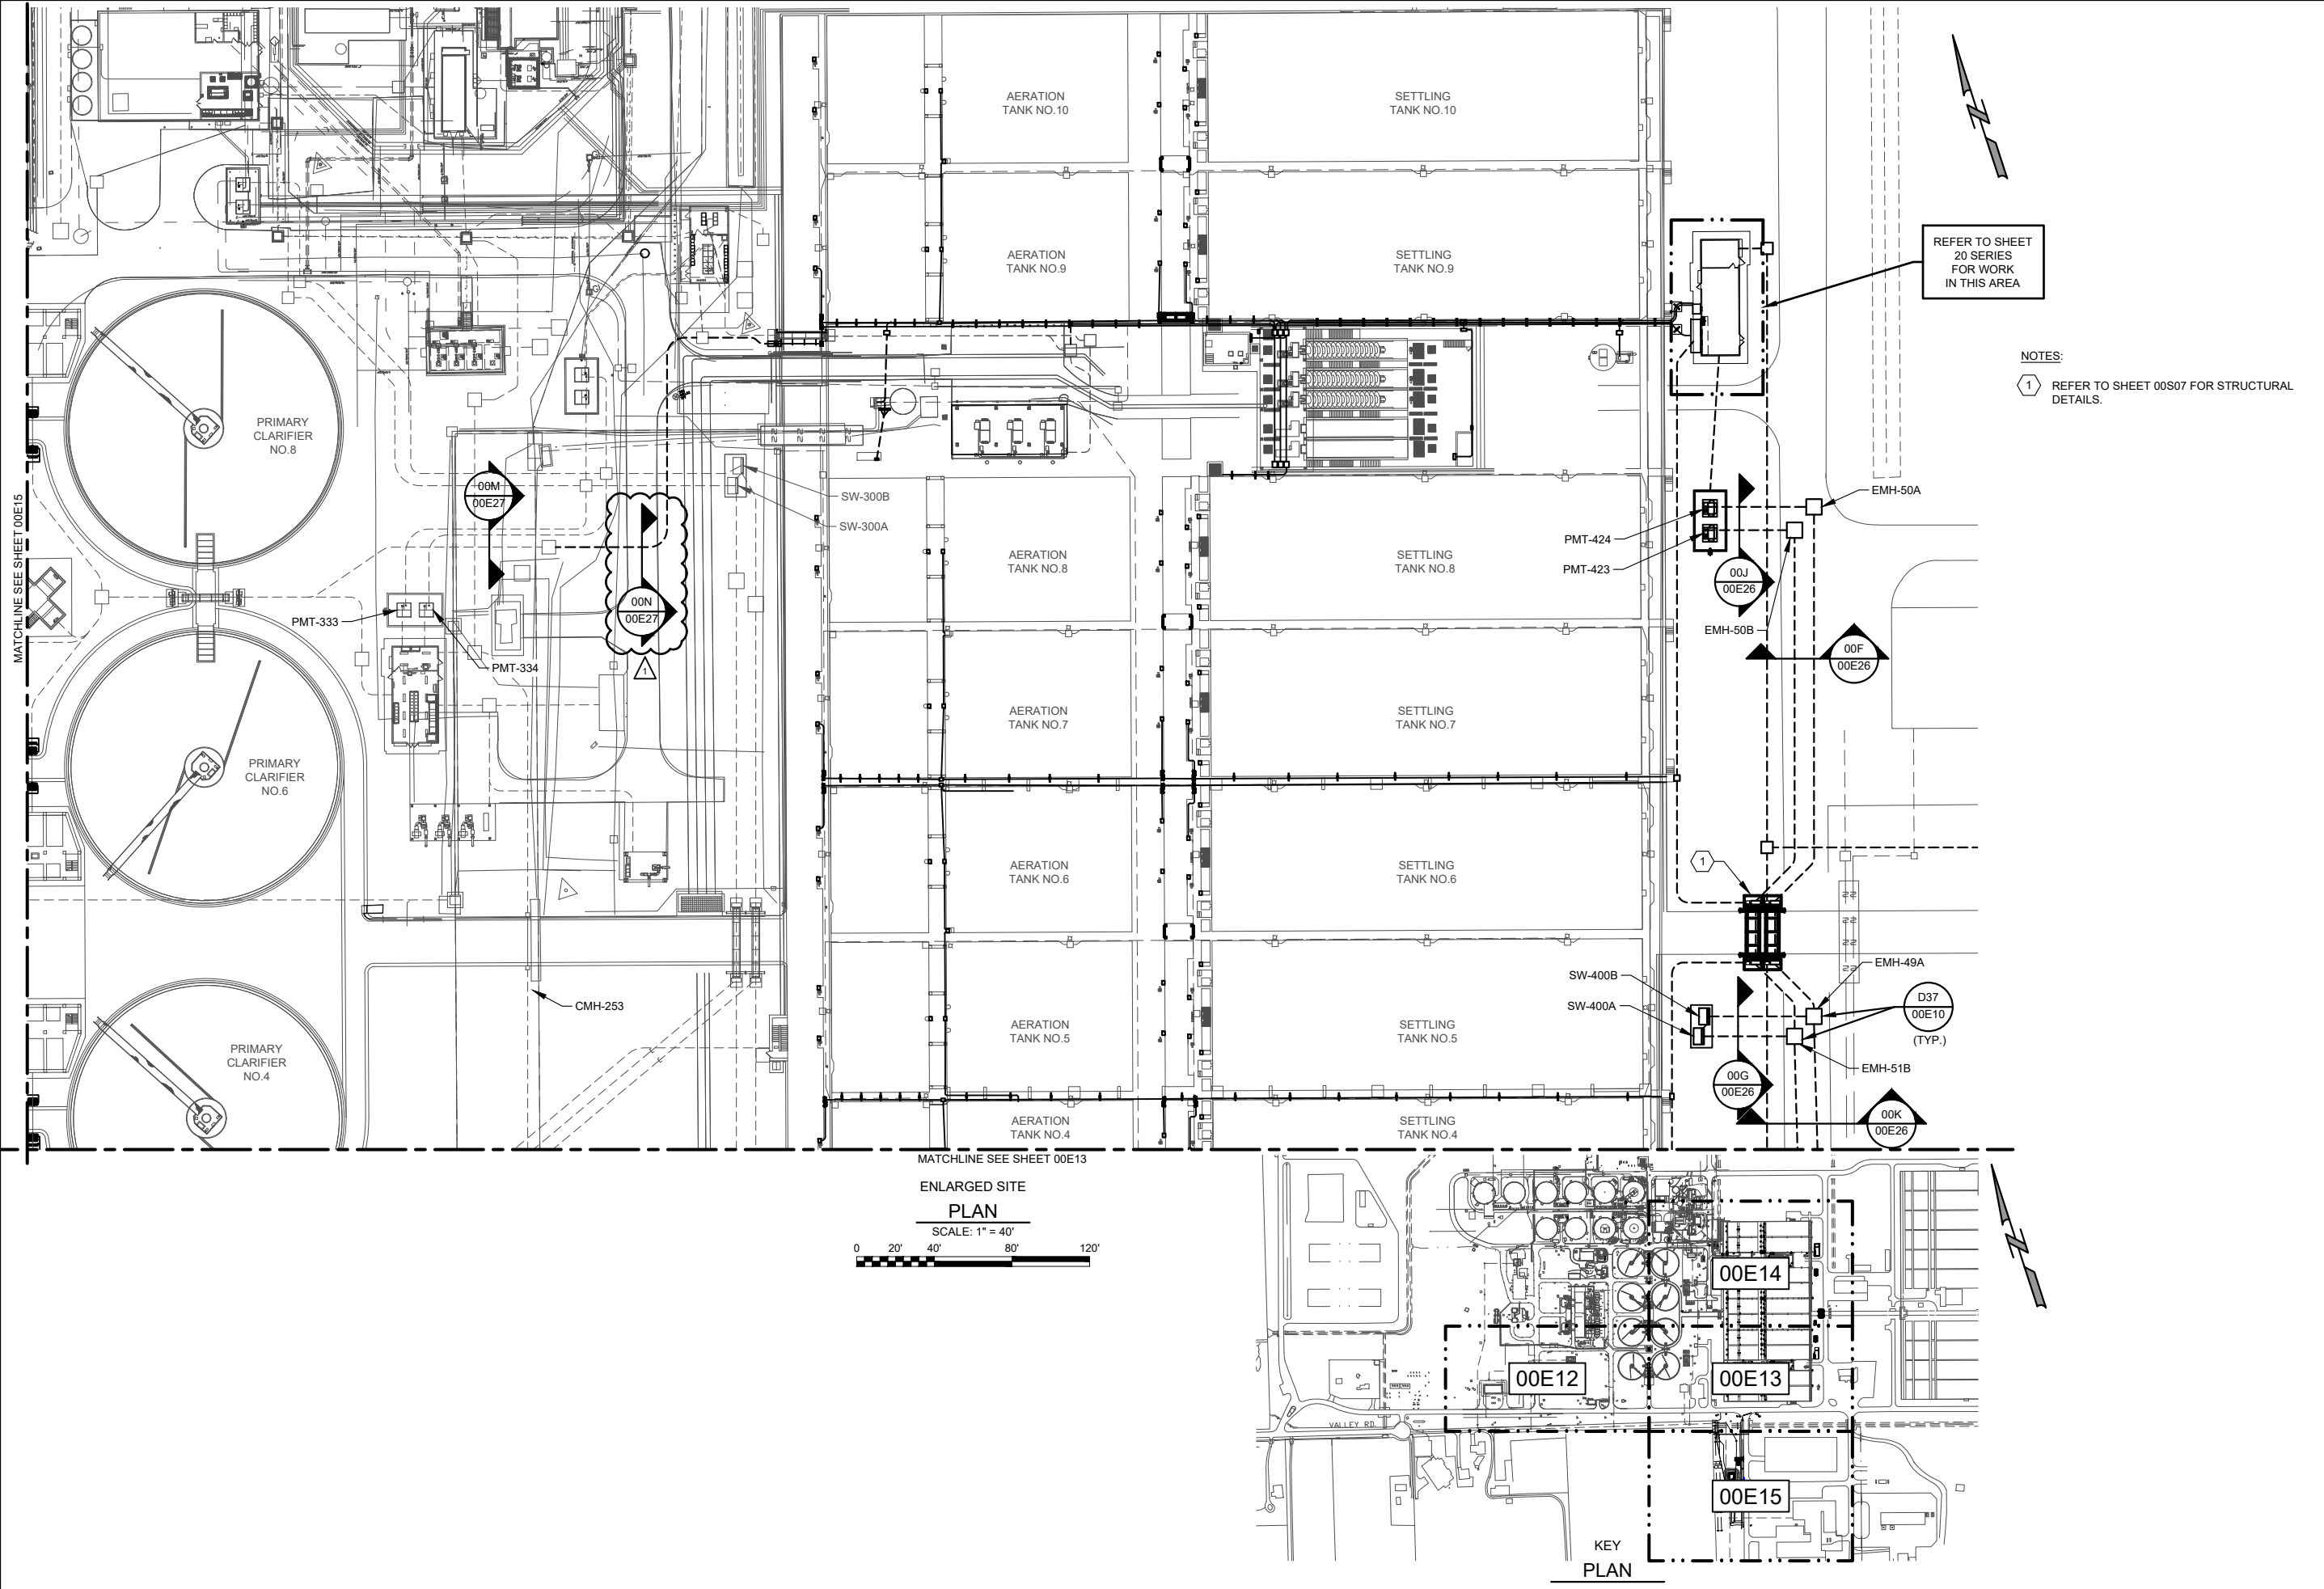 AERATION
TANK NO.10
SETTLING
TANK NO.10
AERATION
TANK NO.9
SETTLING
TANK NO.9
REFER TO SHEET
20 SERIES
FOR WORK
IN THIS AREA
NOTES:
1 REFER TO SHEET 00S07 FOR STRUCTURAL
DETAILS.
PRIMARY
CLARIFIER
NO.8
MATCHLINE SEE SHEET 00E15
00M
00E27
SW-300B
SW-300A
AERATION
TANK NO.8
SETTLING
TANK NO.8
PMT-424
PMT-423
EMH-50A
00J
00E26
EMH-50B
00F
00E26
PMT-333
PMT-334
00N
00E27
1
AERATION
TANK NO.7
SETTLING
TANK NO.7
PRIMARY
CLARIFIER
NO.6
AERATION
TANK NO.6
SETTLING
TANK NO.6
1
CMH-253
AERATION
TANK NO.5
SETTLING
TANK NO.5
SW-400B
SW-400A
EMH-49A
D37
00E10
(TYP.)
EMH-51B
00G
00E26
00K
00E26
PRIMARY
CLARIFIER
NO.4
AERATION
TANK NO.4
SETTLING
TANK NO.4
MATCHLINE SEE SHEET 00E13
ENLARGED SITE
PLAN
SCALE: 1" = 40'
0 20' 40' 80' 120'
00E14
00E12
00E13
VALLEY RD.
00E15
KEY
PLAN